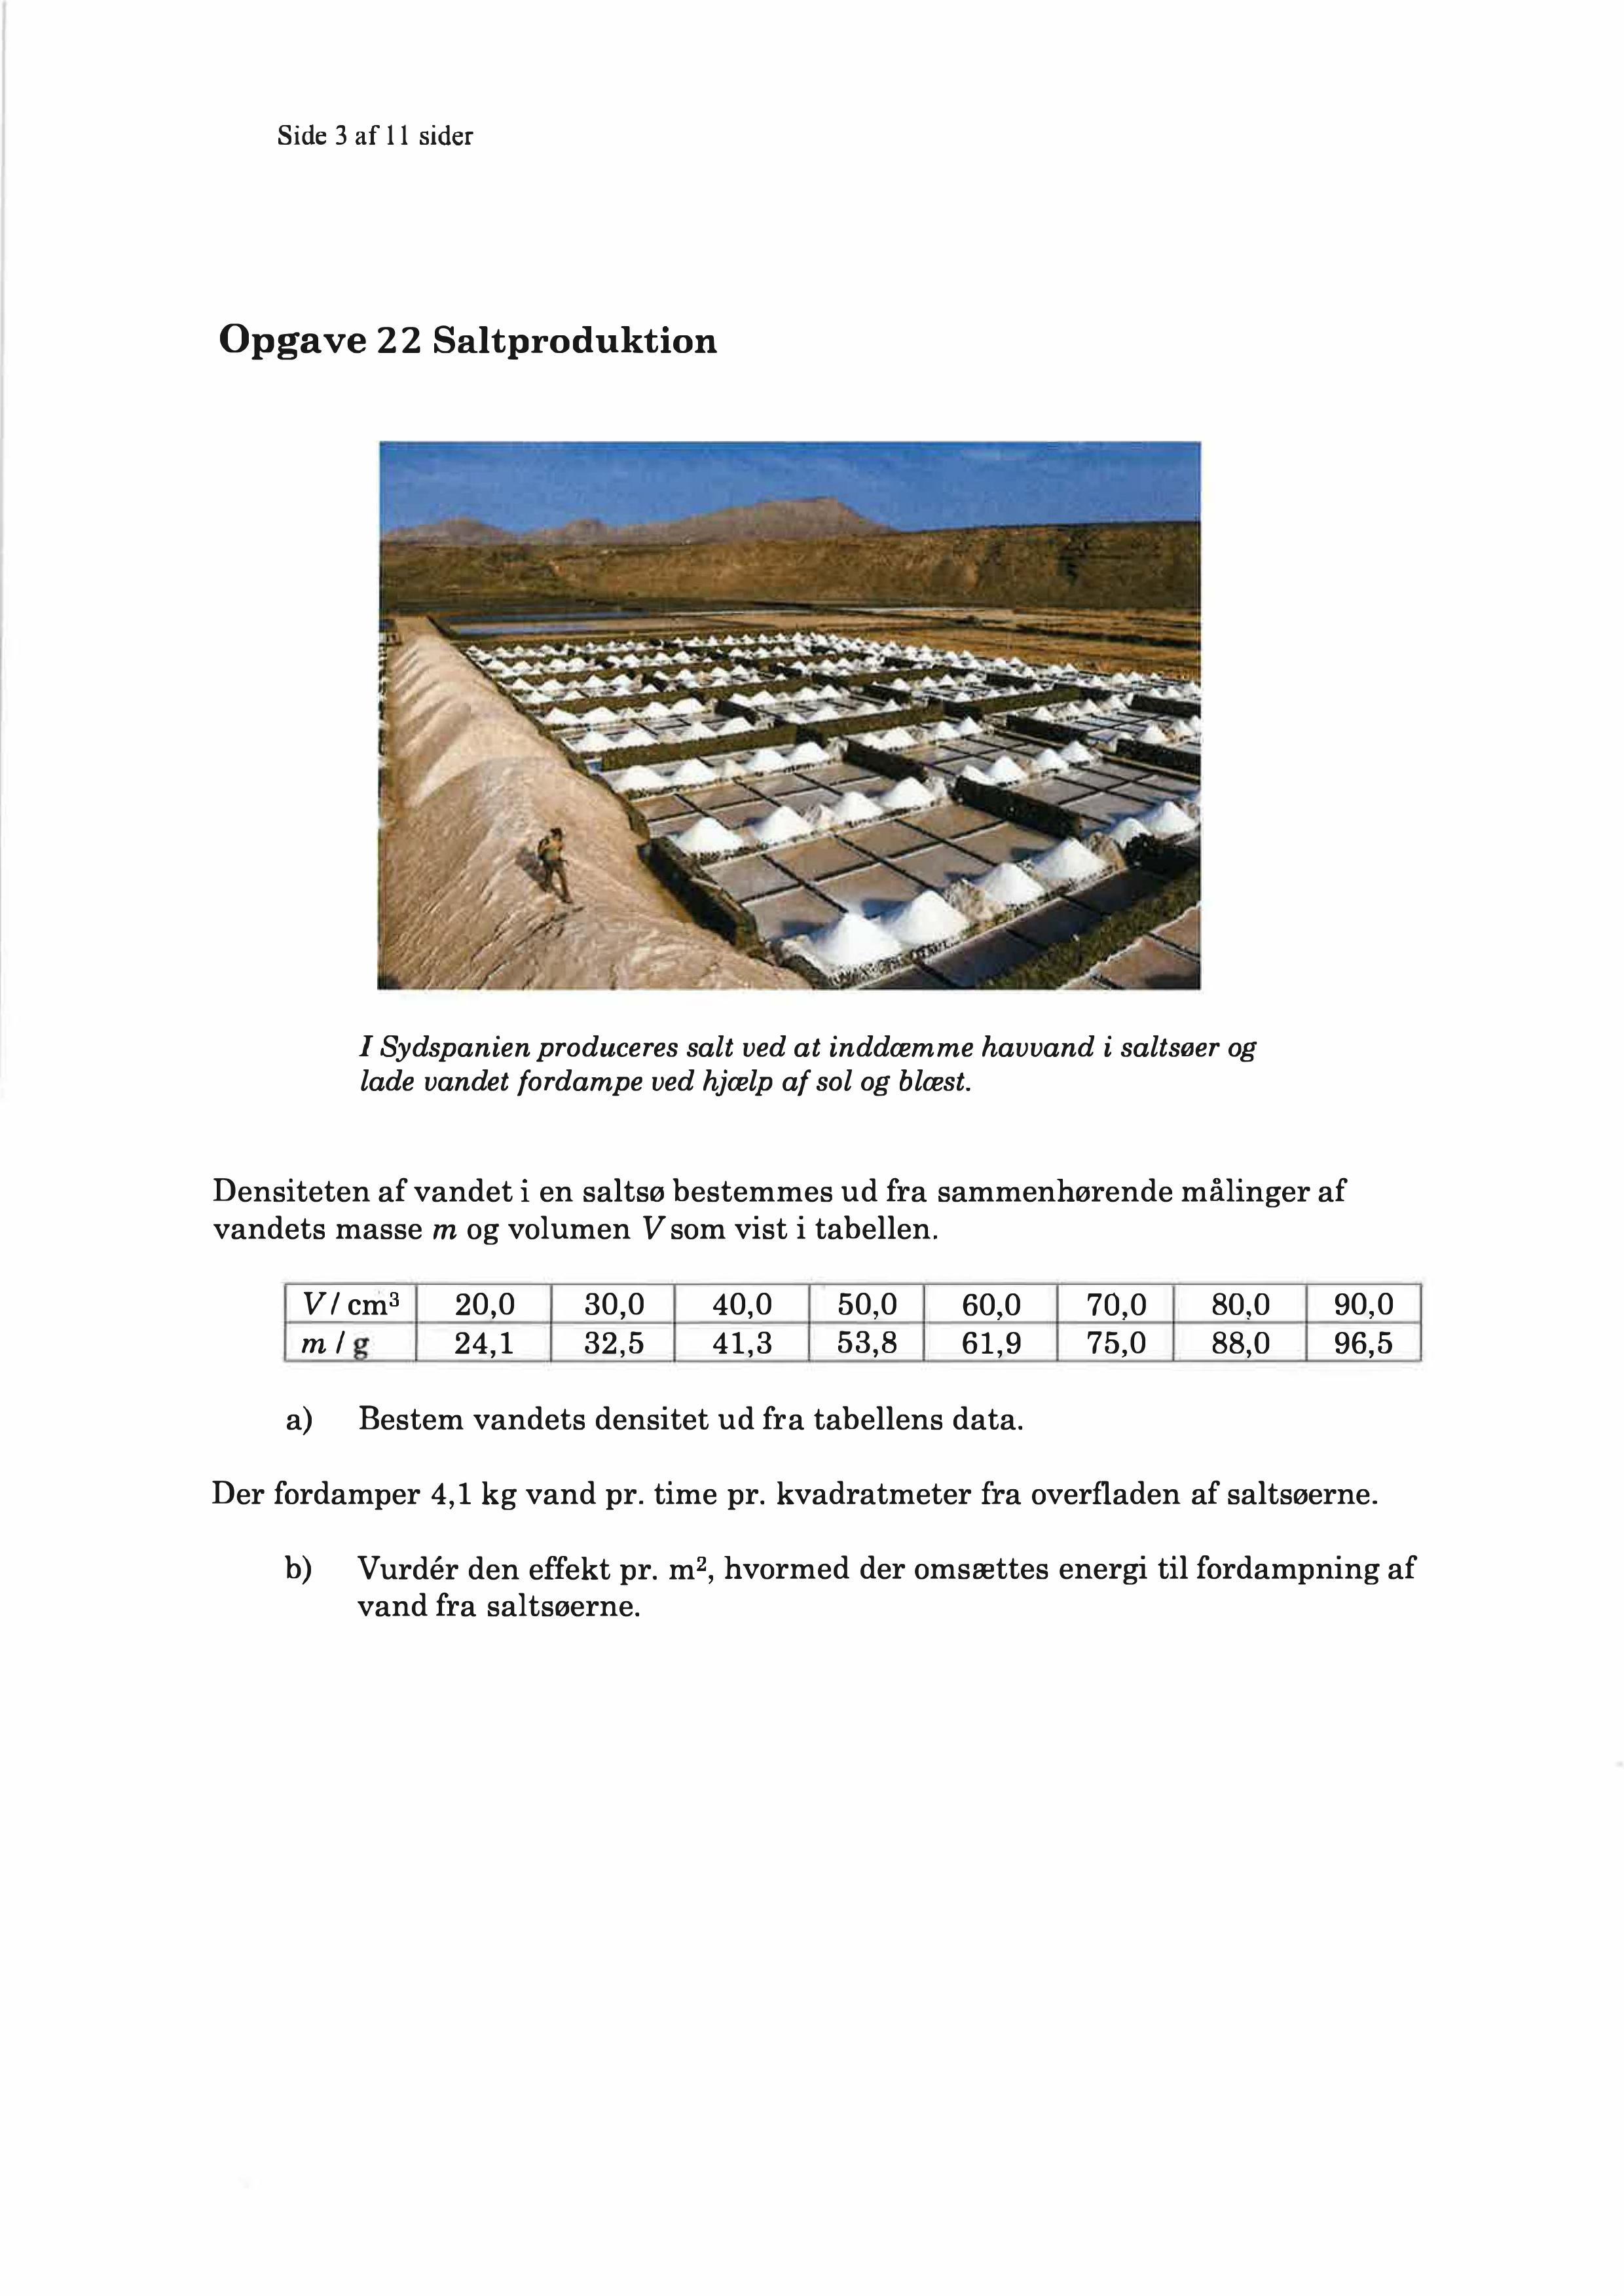 Side 3 af 11 sider
Opgave 22 Saltproduktion
I Sydspanien produceres salt ved at inddæmme havvand i saltsøer og
lade vandet fordampe ved hjælp af sol og blæst.
Densiteten af vandet i en saltsø bestemmes ud fra sammenhørende målinger af
vandets masse m og volumen V som vist i tabellen.
V / cm³ 20,0 30,0 40,0 50,0 60,0 70,0 80,0 90,0
m / g 24,1 32,5 41,3 53,8 61,9 75,0 88,0 96,5
a) Bestem vandets densitet ud fra tabellens data.
Der fordamper 4,1 kg vand pr. time pr. kvadratmeter fra overfladen af saltsøerne.
b) Vurdér den effekt pr. m², hvormed der omsættes energi til fordampning af
vand fra saltsøerne.